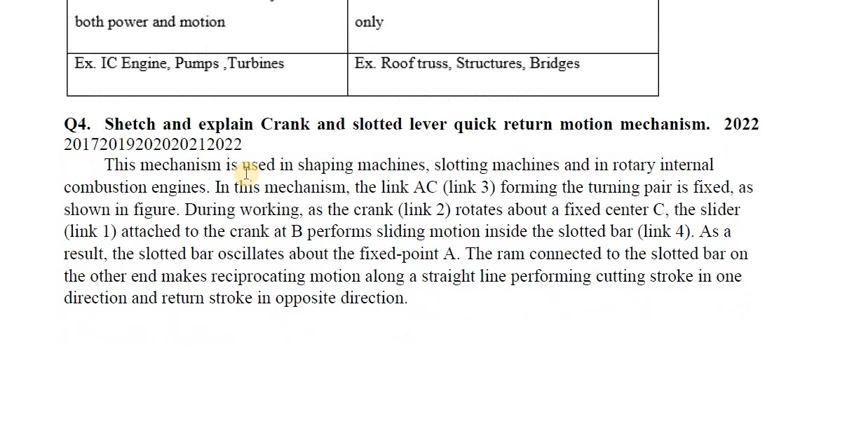 both power and motion
only
Ex. IC Engine, Pumps ,Turbines
Ex. Roof truss, Structures, Bridges
Q4. Shetch and explain Crank and slotted lever quick return motion mechanism. 2022
20172019202020212022
This mechanism is used in shaping machines, slotting machines and in rotary internal
combustion engines. In this mechanism, the link AC (link 3) forming the turning pair is fixed, as
shown in figure. During working, as the crank (link 2) rotates about a fixed center C, the slider
(link 1) attached to the crank at B performs sliding motion inside the slotted bar (link 4). As a
result, the slotted bar oscillates about the fixed-point A. The ram connected to the slotted bar on
the other end makes reciprocating motion along a straight line performing cutting stroke in one
direction and return stroke in opposite direction.